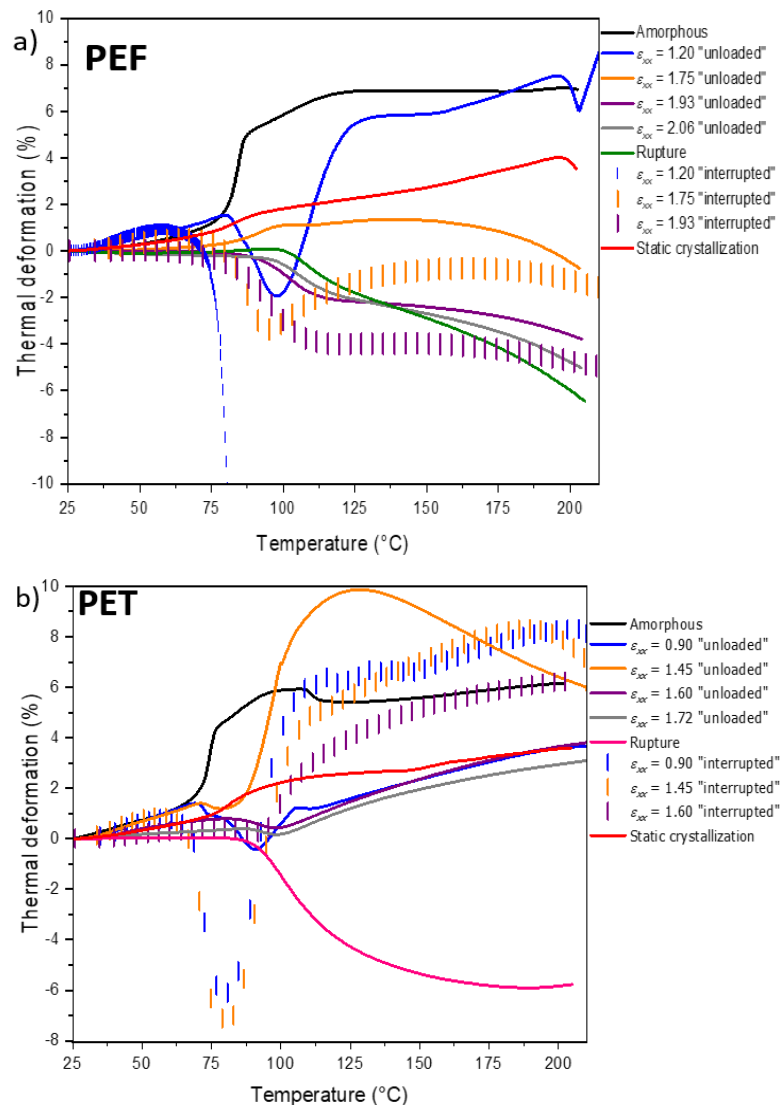 a)
PEF
Thermal deformation (%)
10
8
6
4
2
0
-2
-4
-6
-8
-10
25
50
75
100
125
150
175
200
Temperature (°C)
Amorphous
εxx = 1.20 "unloaded"
εxx = 1.75 "unloaded"
εxx = 1.93 "unloaded"
εxx = 2.06 "unloaded"
Rupture
εxx = 1.20 "interrupted"
εxx = 1.75 "interrupted"
εxx = 1.93 "interrupted"
Static crystallization
b)
PET
Thermal deformation (%)
10
8
6
4
2
0
-2
-4
-6
-8
25
50
75
100
125
150
175
200
Temperature (°C)
Amorphous
εxx = 0.90 "unloaded"
εxx = 1.45 "unloaded"
εxx = 1.60 "unloaded"
εxx = 1.72 "unloaded"
Rupture
εxx = 0.90 "interrupted"
εxx = 1.45 "interrupted"
εxx = 1.60 "interrupted"
Static crystallization